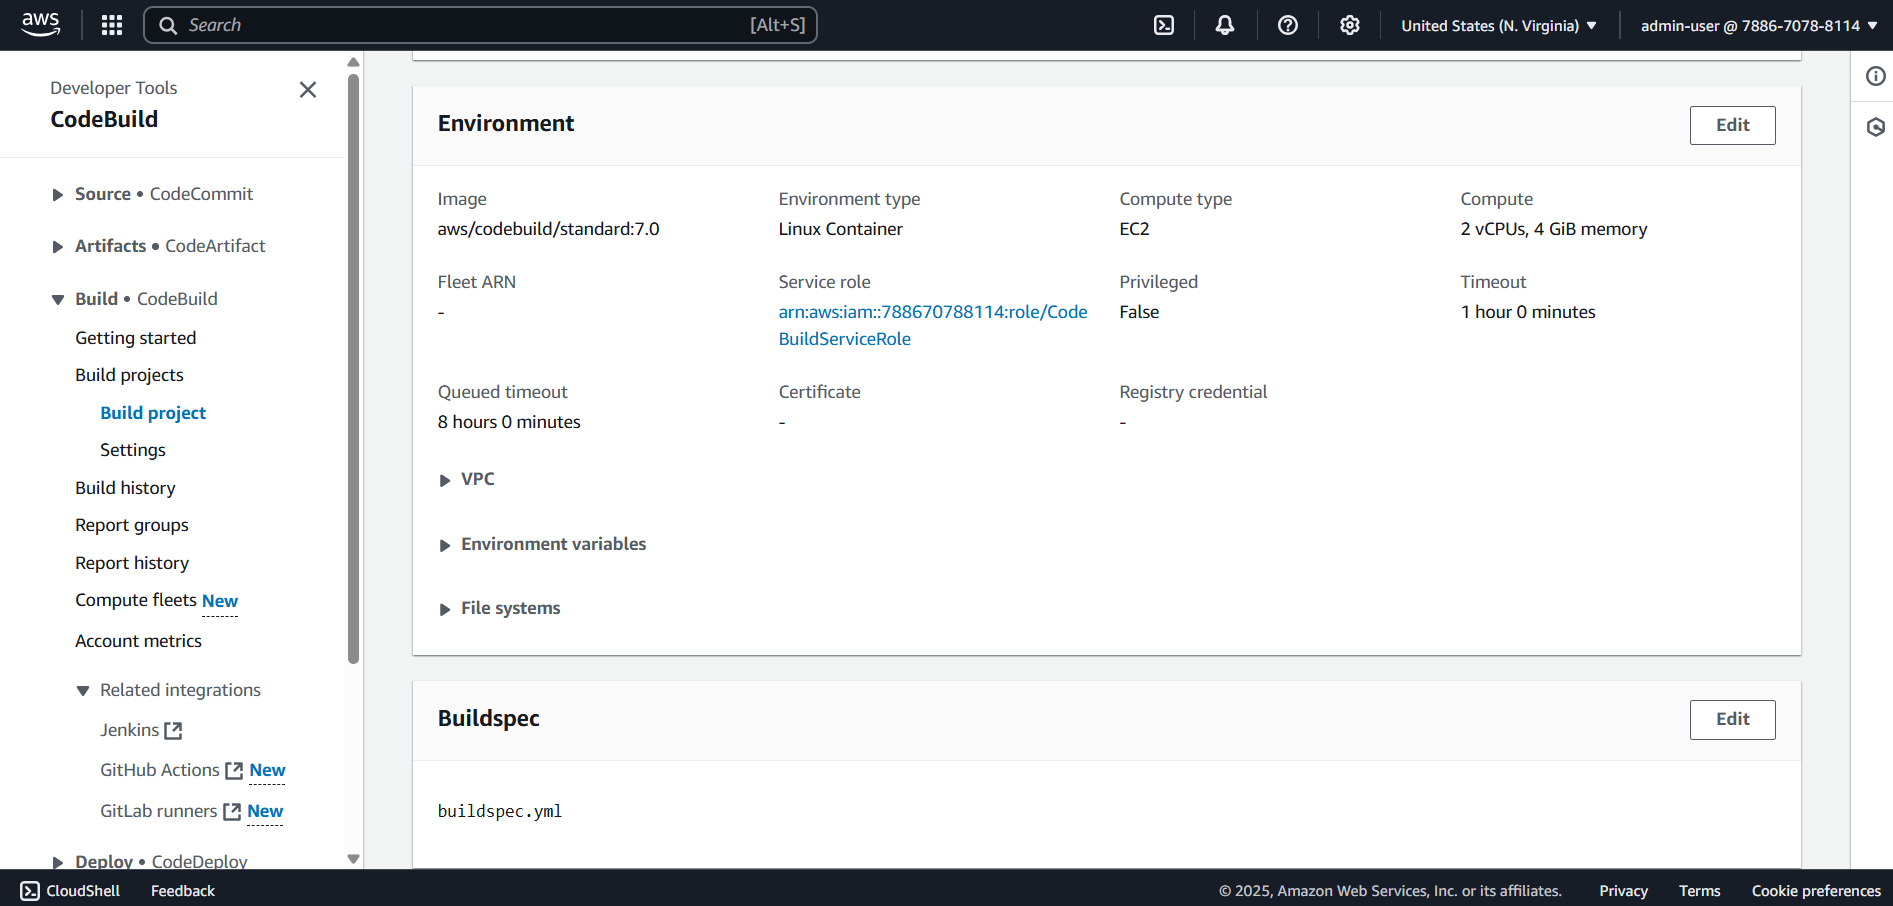 aws
Search [Alt+S]
United States (N. Virginia)
admin-user @ 7886-7078-8114
Developer Tools
CodeBuild
Source • CodeCommit
Artifacts • CodeArtifact
Build • CodeBuild
Getting started
Build projects
Build project
Settings
Build history
Report groups
Report history
Compute fleets New
Account metrics
Related integrations
Jenkins
GitHub Actions New
GitLab runners New
Deploy • CodeDeploy
Environment
Edit
Image
aws/codebuild/standard:7.0
Environment type
Linux Container
Compute type
EC2
Compute
2 vCPUs, 4 GiB memory
Fleet ARN
-
Service role
arn:aws:iam::788670788114:role/Code
BuildServiceRole
Privileged
False
Timeout
1 hour 0 minutes
Queued timeout
8 hours 0 minutes
Certificate
-
Registry credential
-
VPC
Environment variables
File systems
Buildspec
Edit
buildspec.yml
CloudShell
Feedback
© 2025, Amazon Web Services, Inc. or its affiliates.
Privacy
Terms
Cookie preferences